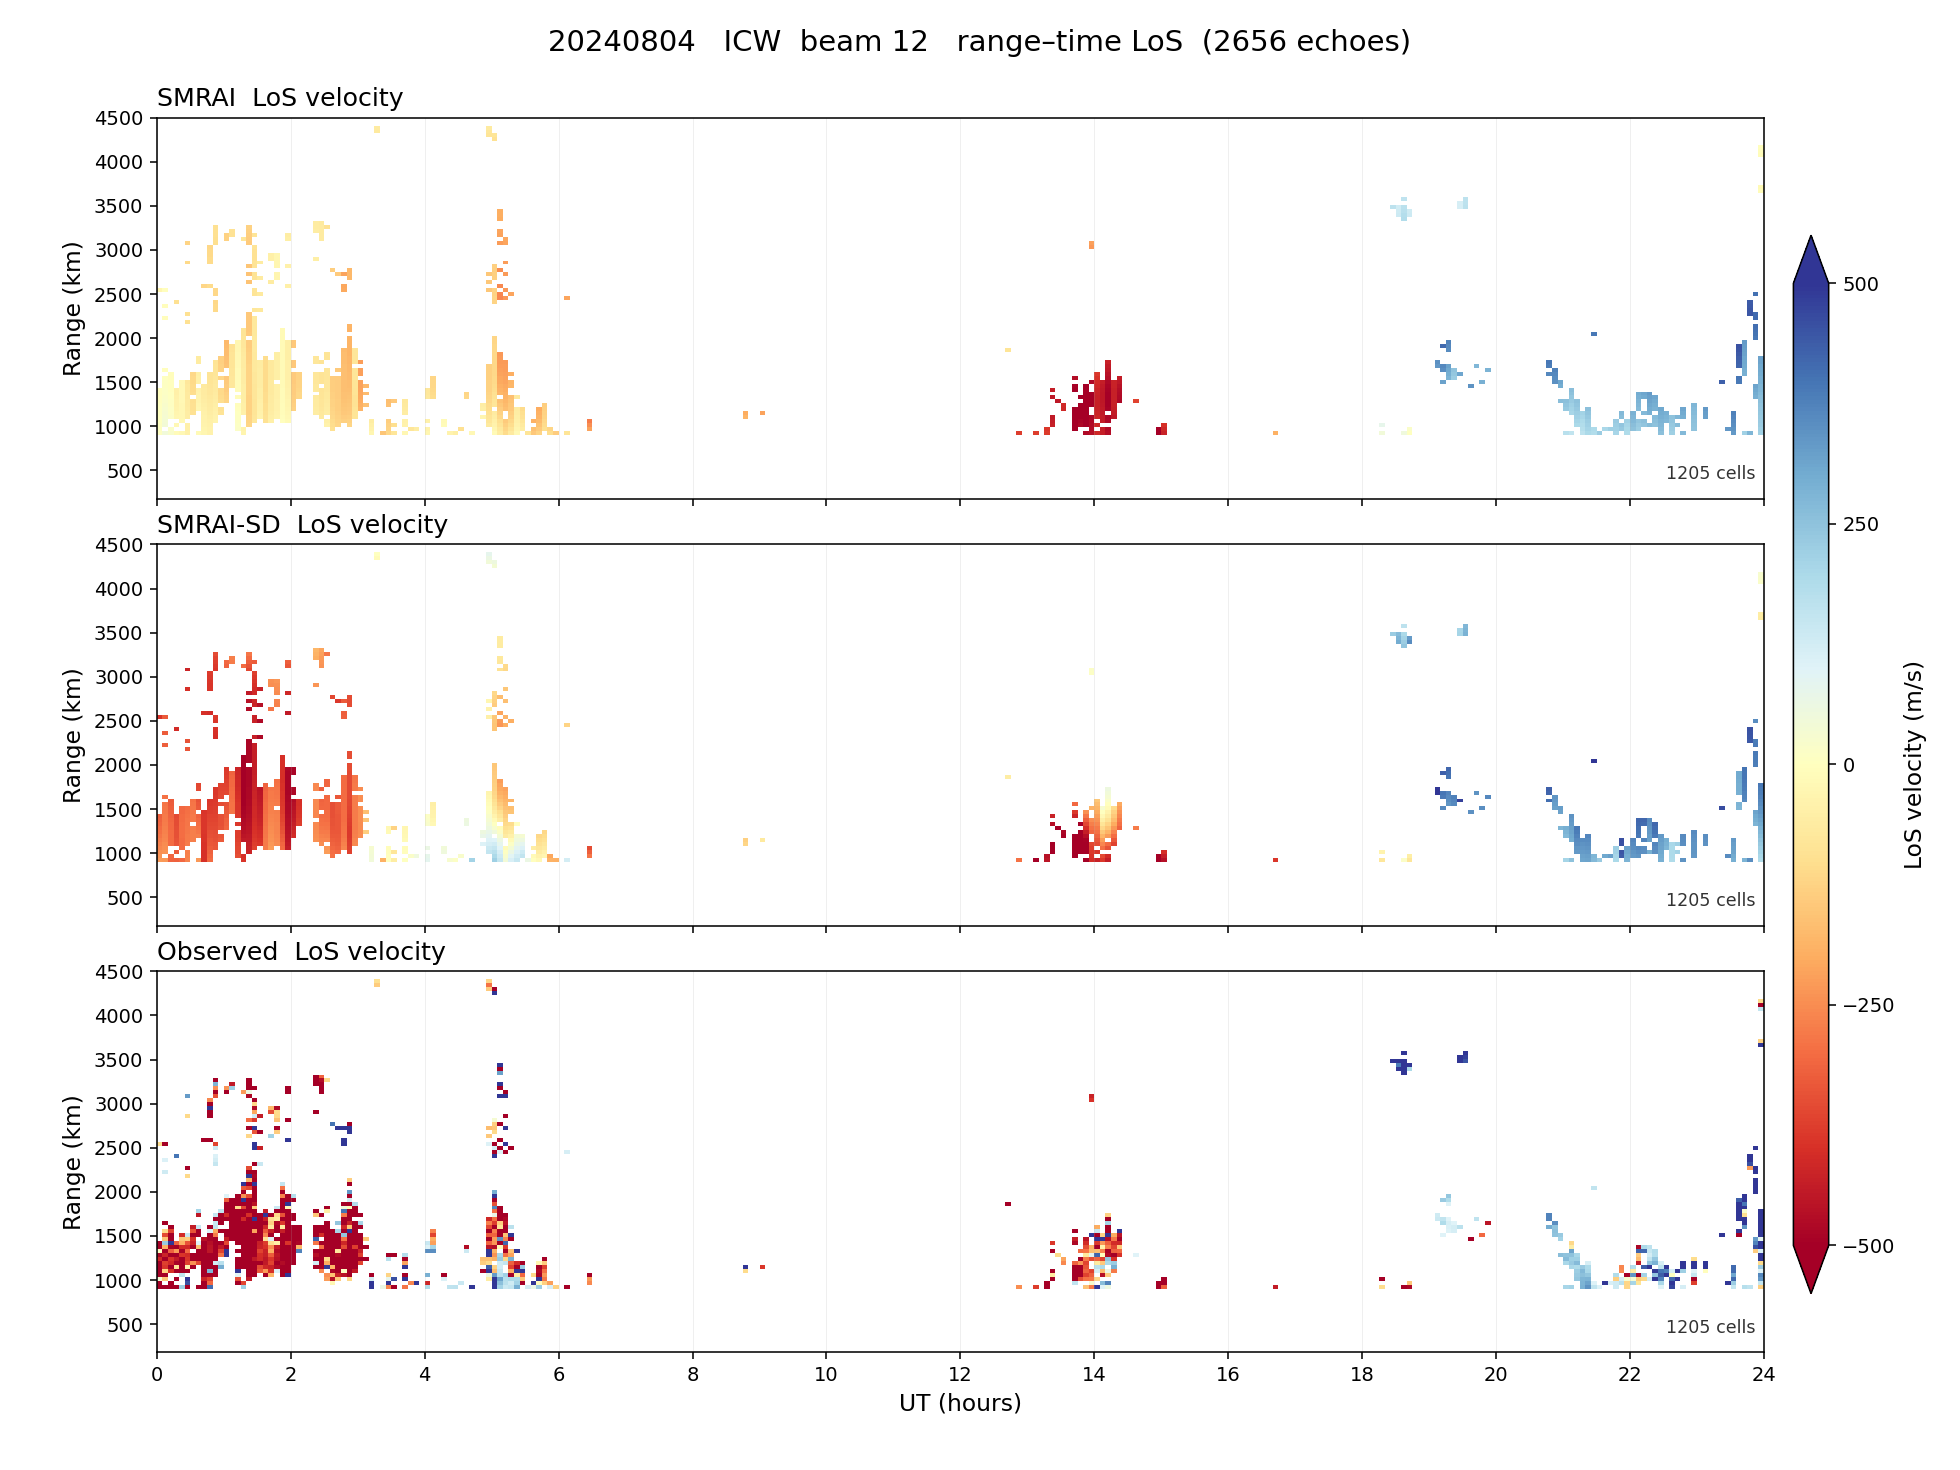 20240804   ICW  beam 12   range–time LoS  (2656 echoes)
SMRAI  LoS velocity
4500
4000
3500
3000
2500
2000
1500
1000
500
Range (km)
1205 cells
SMRAI-SD  LoS velocity
4500
4000
3500
3000
2500
2000
1500
1000
500
Range (km)
1205 cells
Observed  LoS velocity
4500
4000
3500
3000
2500
2000
1500
1000
500
Range (km)
1205 cells
0 2 4 6 8 10 12 14 16 18 20 22 24
UT (hours)
500
250
0
−250
−500
LoS velocity (m/s)